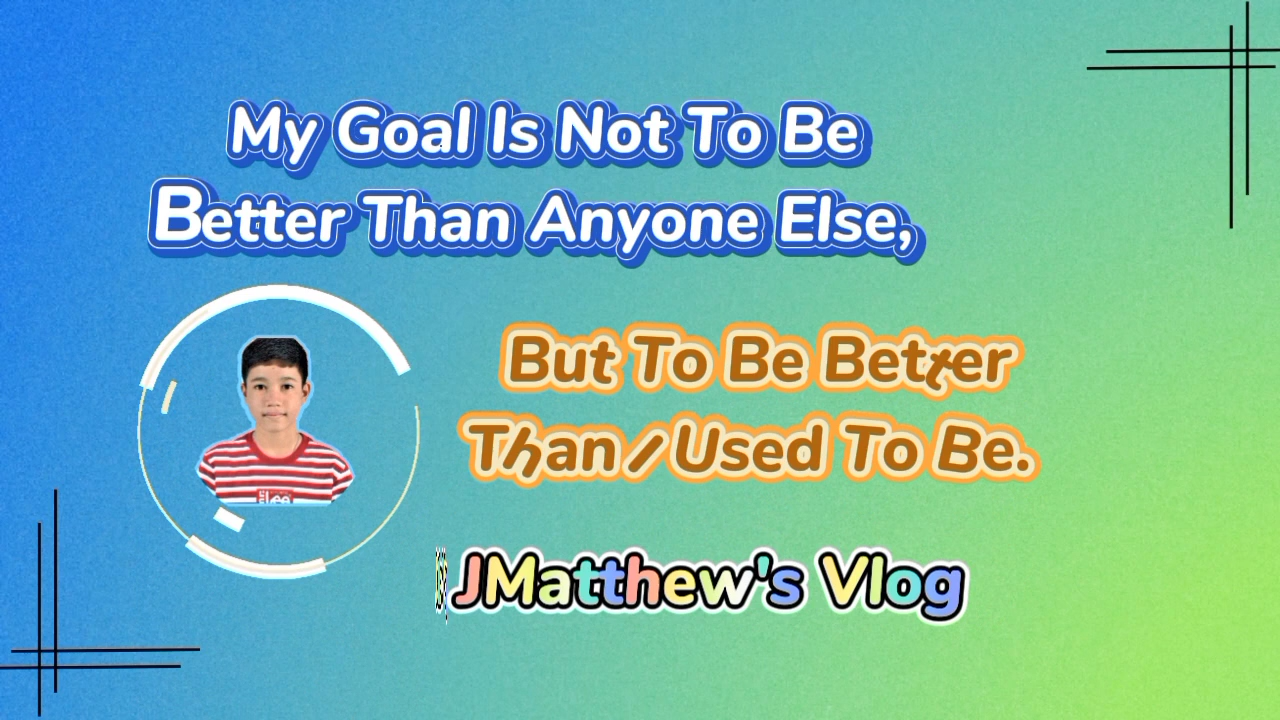 My Goal Is Not To Be
Better Than Anyone Else,
But To Be Better
Than I Used To Be.
Lee
JMatthew's Vlog